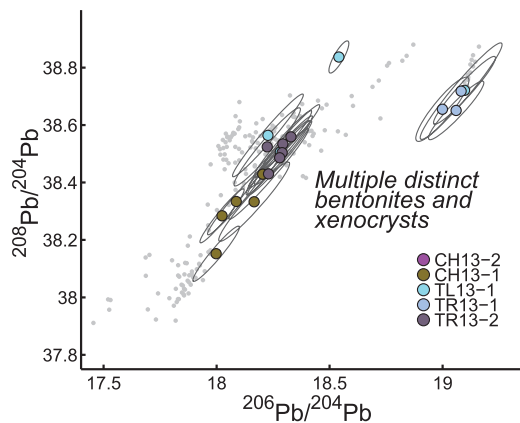 38.8
38.6
38.4
38.2
38
37.8
208Pb/204Pb
Multiple distinct
bentonites and
xenocrysts
CH13−2
CH13−1
TL13−1
TR13−1
TR13−2
17.5 18 18.5 19
206Pb/204Pb